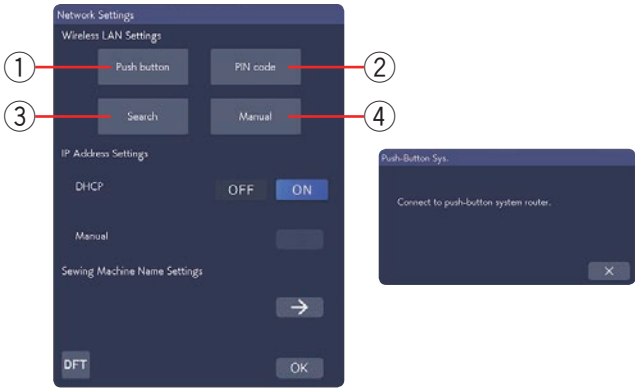 Network Settings
Wireless LAN Settings
1 Push button PIN code 2
3 Search Manual 4
IP Address Settings
DHCP OFF ON
Manual
Sewing Machine Name Settings
→
DFT OK
Push-Button Sys.
Connect to push-button system router.
×